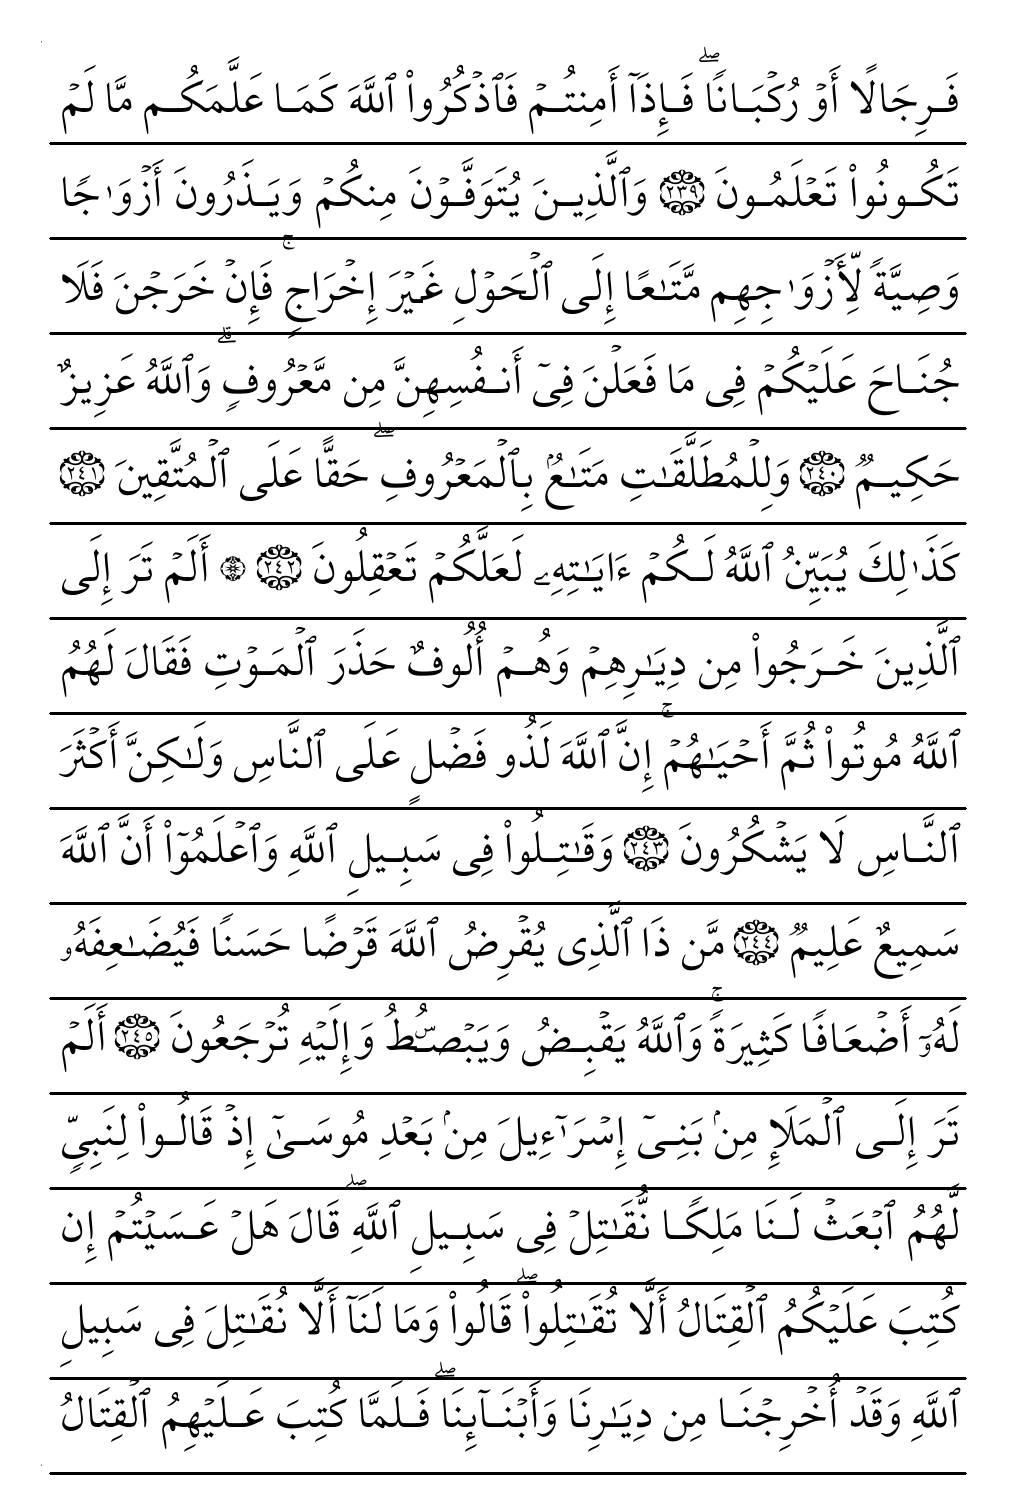 فَرِجَالًا أَوۡ رُكۡبَانٗاۖ فَإِذَآ أَمِنتُمۡ فَٱذۡكُرُواْ ٱللَّهَ كَمَا عَلَّمَكُم مَّا لَمۡ
تَكُونُواْ تَعۡلَمُونَ ٢٣٩ وَٱلَّذِينَ يُتَوَفَّوۡنَ مِنكُمۡ وَيَذَرُونَ أَزۡوَٰجٗا
وَصِيَّةٗ لِّأَزۡوَٰجِهِم مَّتَٰعًا إِلَى ٱلۡحَوۡلِ غَيۡرَ إِخۡرَاجٖۚ فَإِنۡ خَرَجۡنَ فَلَا
جُنَاحَ عَلَيۡكُمۡ فِي مَا فَعَلۡنَ فِيٓ أَنفُسِهِنَّ مِن مَّعۡرُوفٖۗ وَٱللَّهُ عَزِيزٌ
حَكِيمٞ ٢٤٠ وَلِلۡمُطَلَّقَٰتِ مَتَٰعُۢ بِٱلۡمَعۡرُوفِۖ حَقًّا عَلَى ٱلۡمُتَّقِينَ ٢٤١
كَذَٰلِكَ يُبَيِّنُ ٱللَّهُ لَكُمۡ ءَايَٰتِهِۦ لَعَلَّكُمۡ تَعۡقِلُونَ ٢٤٢ ۞ أَلَمۡ تَرَ إِلَى
ٱلَّذِينَ خَرَجُواْ مِن دِيَٰرِهِمۡ وَهُمۡ أُلُوفٌ حَذَرَ ٱلۡمَوۡتِ فَقَالَ لَهُمُ
ٱللَّهُ مُوتُواْ ثُمَّ أَحۡيَٰهُمۡۚ إِنَّ ٱللَّهَ لَذُو فَضۡلٍ عَلَى ٱلنَّاسِ وَلَٰكِنَّ أَكۡثَرَ
ٱلنَّاسِ لَا يَشۡكُرُونَ ٢٤٣ وَقَٰتِلُواْ فِي سَبِيلِ ٱللَّهِ وَٱعۡلَمُوٓاْ أَنَّ ٱللَّهَ
سَمِيعٌ عَلِيمٞ ٢٤٤ مَّن ذَا ٱلَّذِي يُقۡرِضُ ٱللَّهَ قَرۡضًا حَسَنٗا فَيُضَٰعِفَهُۥ
لَهُۥٓ أَضۡعَافٗا كَثِيرَةٗۚ وَٱللَّهُ يَقۡبِضُ وَيَبۡصُۜطُ وَإِلَيۡهِ تُرۡجَعُونَ ٢٤٥ أَلَمۡ
تَرَ إِلَى ٱلۡمَلَإِ مِنۢ بَنِيٓ إِسۡرَٰٓءِيلَ مِنۢ بَعۡدِ مُوسَىٰٓ إِذۡ قَالُواْ لِنَبِيّٖ
لَّهُمُ ٱبۡعَثۡ لَنَا مَلِكٗا نُّقَٰتِلۡ فِي سَبِيلِ ٱللَّهِۖ قَالَ هَلۡ عَسَيۡتُمۡ إِن
كُتِبَ عَلَيۡكُمُ ٱلۡقِتَالُ أَلَّا تُقَٰتِلُواْۖ قَالُواْ وَمَا لَنَآ أَلَّا نُقَٰتِلَ فِي سَبِيلِ
ٱللَّهِ وَقَدۡ أُخۡرِجۡنَا مِن دِيَٰرِنَا وَأَبۡنَآئِنَاۖ فَلَمَّا كُتِبَ عَلَيۡهِمُ ٱلۡقِتَالُ